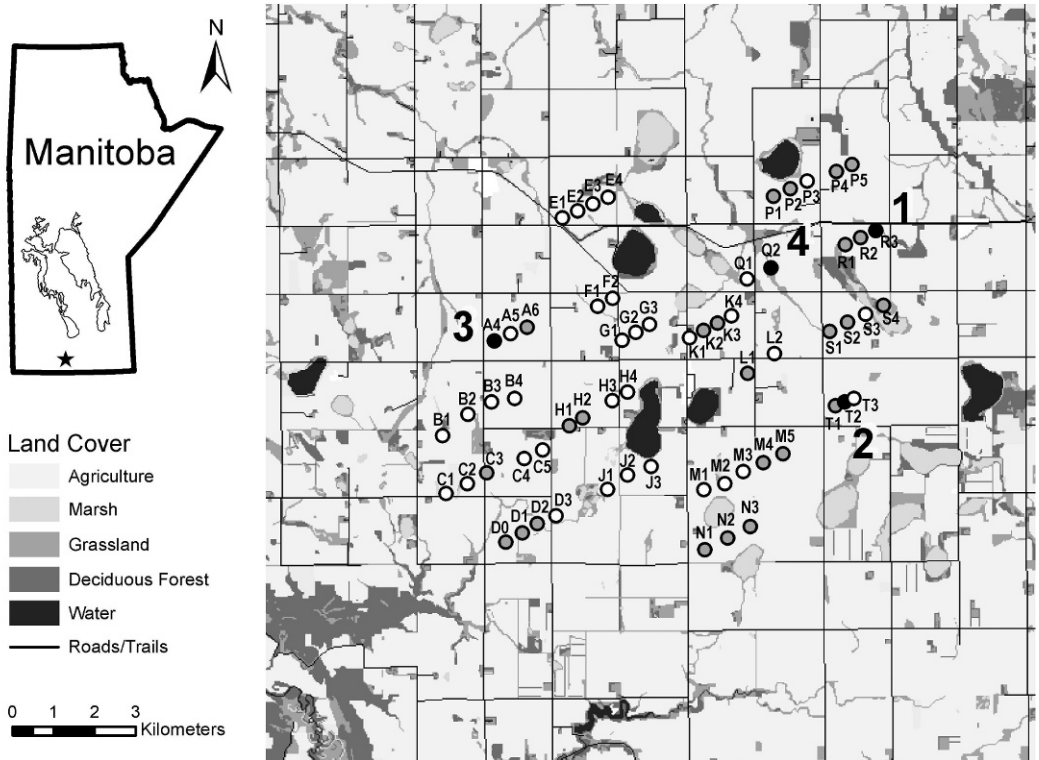 N
Manitoba
Land Cover
Agriculture
Marsh
Grassland
Deciduous Forest
Water
Roads/Trails
0 1 2 3
Kilometers
E1 E2 E3 E4
P1 P2 P3 P4 P5
1
4
R1 R2 R3
Q1 Q2
F1 F2
G1 G2 G3
3
A4 A5 A6
K1 K2 K3 K4
S1 S2 S3 S4
L1 L2
B1 B2 B3 B4
H1 H2 H3 H4
T1 T2 T3
2
C1 C2 C3 C4 C5
J1 J2 J3
M1 M2 M3 M4 M5
D0 D1 D2 D3
N1 N2 N3